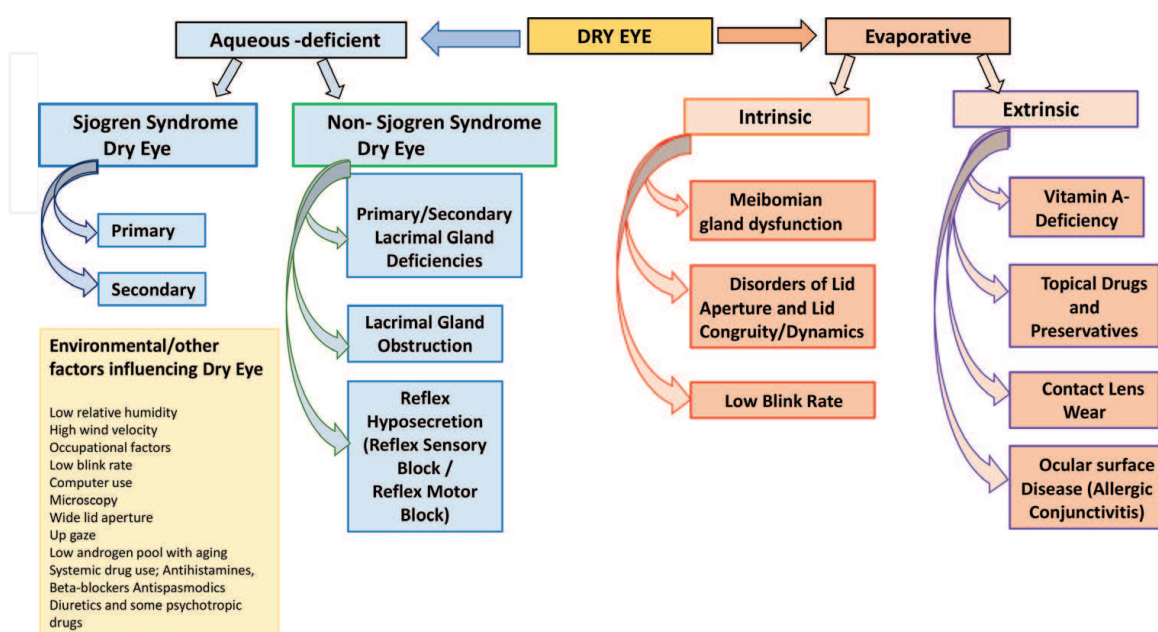 DRY EYE
Aqueous -deficient
Evaporative
Sjogren Syndrome
Dry Eye
Primary
Secondary
Non- Sjogren Syndrome
Dry Eye
Primary/Secondary
Lacrimal Gland
Deficiencies
Lacrimal Gland
Obstruction
Reflex
Hyposecretion
(Reflex Sensory
Block /
Reflex Motor
Block)
Intrinsic
Meibomian
gland dysfunction
Disorders of Lid
Aperture and Lid
Congruity/Dynamics
Low Blink Rate
Extrinsic
Vitamin A-
Deficiency
Topical Drugs
and
Preservatives
Contact Lens
Wear
Ocular surface
Disease (Allergic
Conjunctivitis)
Environmental/other
factors influencing Dry Eye
Low relative humidity
High wind velocity
Occupational factors
Low blink rate
Computer use
Microscopy
Wide lid aperture
Up gaze
Low androgen pool with aging
Systemic drug use; Antihistamines,
Beta-blockers Antispasmodics
Diuretics and some psychotropic
drugs